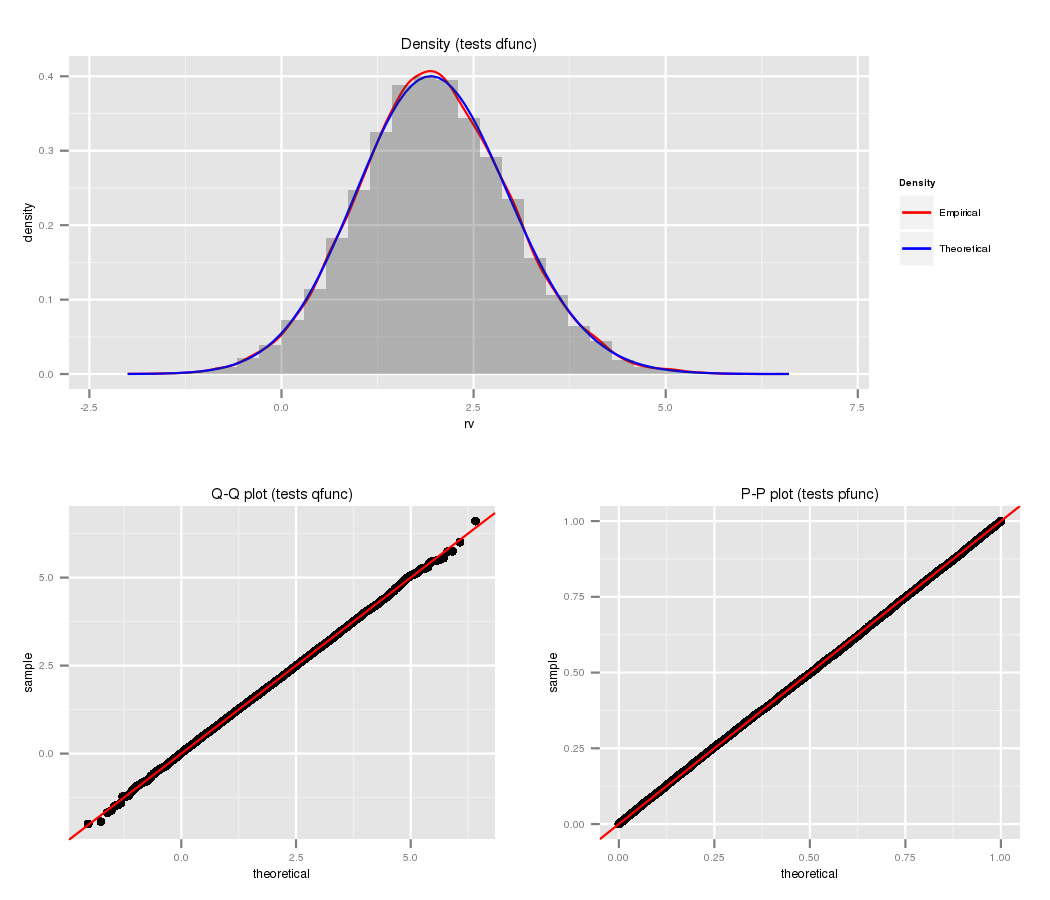 Density (tests dfunc)
0.4
0.3
0.2
0.1
0.0
density
-2.5 0.0 2.5 5.0 7.5
rv
Density
Empirical
Theoretical
Q-Q plot (tests qfunc)
5.0
2.5
0.0
sample
0.0 2.5 5.0
theoretical
P-P plot (tests pfunc)
1.00
0.75
0.50
0.25
0.00
sample
0.00 0.25 0.50 0.75 1.00
theoretical